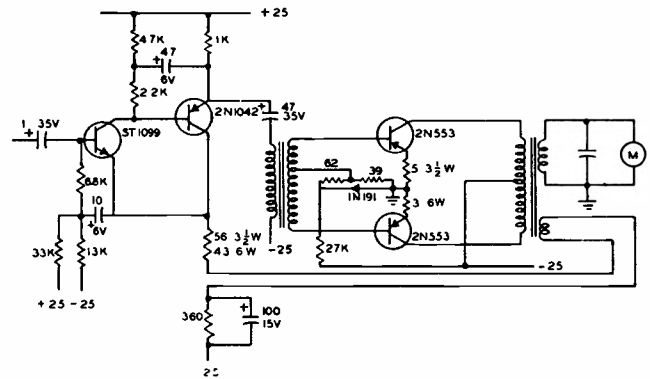 +25
47K
1K
+ 47
6V
2.2K
2N1042
+ 47
35V
1 35V
+
ST1099
2N553
62
39
5 3½W
1N191
3 6W
68K
10
+
6V
33K
13K
56 3½W
43 6W
-25
27K
2N553
-25
M
+25 -25
360
+
100
15V
25